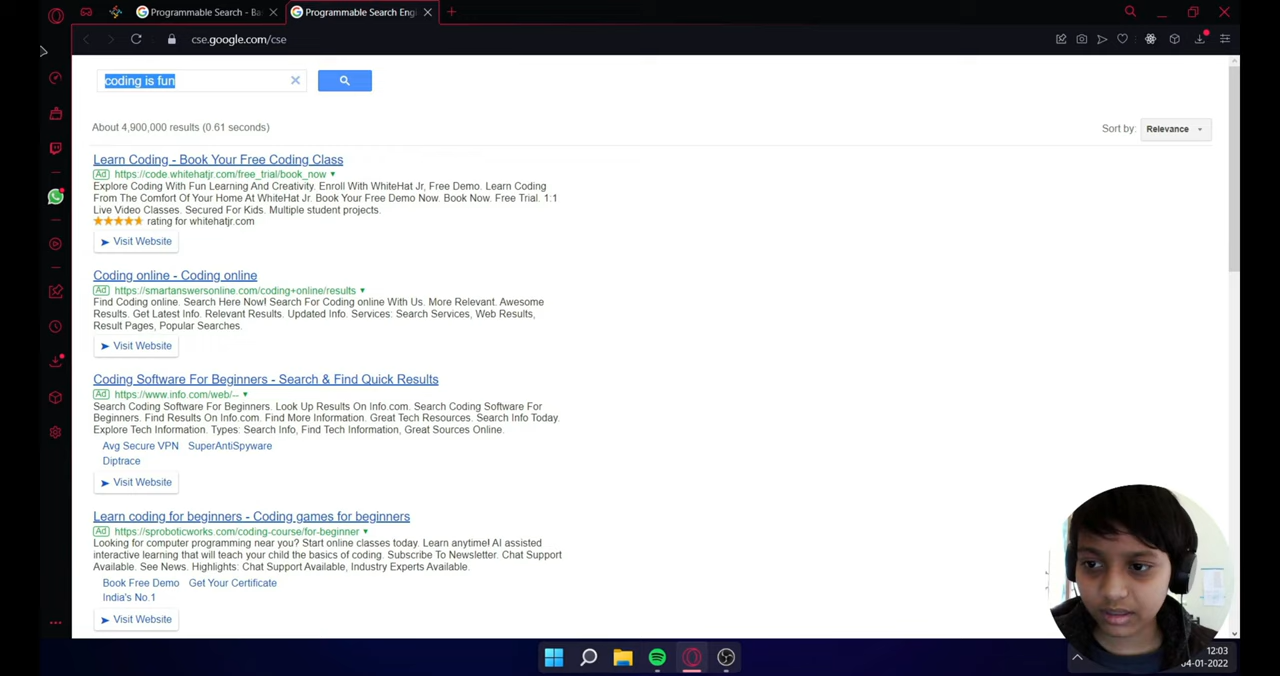 Programmable Search - Ba
Programmable Search Engi
cse.google.com/cse
coding is fun
About 4,900,000 results (0.61 seconds)
Sort by: Relevance
Learn Coding - Book Your Free Coding Class
Ad https://code.whitehatjr.com/free_trial/book_now
Explore Coding With Fun Learning And Creativity. Enroll With WhiteHat Jr, Free Demo. Learn Coding
From The Comfort Of Your Home At WhiteHat Jr. Book Your Free Demo Now. Book Now. Free Trial. 1:1
Live Video Classes. Secured For Kids. Multiple student projects.
rating for whitehatjr.com
Visit Website
Coding online - Coding online
Ad https://smartanswersonline.com/coding+online/results
Find Coding online. Search Here Now! Search For Coding online With Us. More Relevant. Awesome
Results. Get Latest Info. Relevant Results. Updated Info. Services: Search Services, Web Results,
Result Pages, Popular Searches.
Visit Website
Coding Software For Beginners - Search & Find Quick Results
Ad https://www.info.com/web/--
Search Coding Software For Beginners. Look Up Results On Info.com. Search Coding Software For
Beginners. Find Results On Info.com. Find More Information. Great Tech Resources. Search Info Today.
Explore Tech Information. Types: Search Info, Find Tech Information, Great Sources Online.
Avg Secure VPN SuperAntiSpyware
Diptrace
Visit Website
Learn coding for beginners - Coding games for beginners
Ad https://sproboticworks.com/coding-course/for-beginner
Looking for computer programming near you? Start online classes today. Learn anytime! AI assisted
interactive learning that will teach your child the basics of coding. Subscribe To Newsletter. Chat Support
Available. See News. Highlights: Chat Support Available, Industry Experts Available.
Book Free Demo Get Your Certificate
India's No.1
Visit Website
12:03
04-01-2022